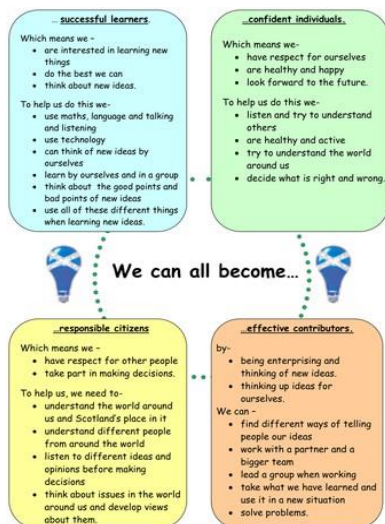 ... successful learners.
Which means we –
are interested in learning new
things
do the best we can
think about new ideas.
To help us do this we-
use maths, language and talking
and listening
use technology
can think of new ideas by
ourselves
learn by ourselves and in a group
think about the good points and
bad points of new ideas
use all of these different things
when learning new ideas.
...confident individuals.
Which means we-
have respect for ourselves
are healthy and happy
look forward to the future.
To help us do this we-
listen and try to understand
others
are healthy and active
try to understand the world
around us
decide what is right and wrong.
We can all become...
...responsible citizens
Which means we –
have respect for other people
take part in making decisions.
To help us, we need to-
understand the world around
us and Scotland's place in it
understand different people
from around the world
listen to different ideas and
opinions before making
decisions
think about issues in the world
around us and develop views
about them.
...effective contributors.
by-
being enterprising and
thinking of new ideas.
thinking up ideas for
ourselves.
We can –
find different ways of telling
people our ideas
work with a partner and a
bigger team
lead a group when working
take what we have learned and
use it in a new situation
solve problems.